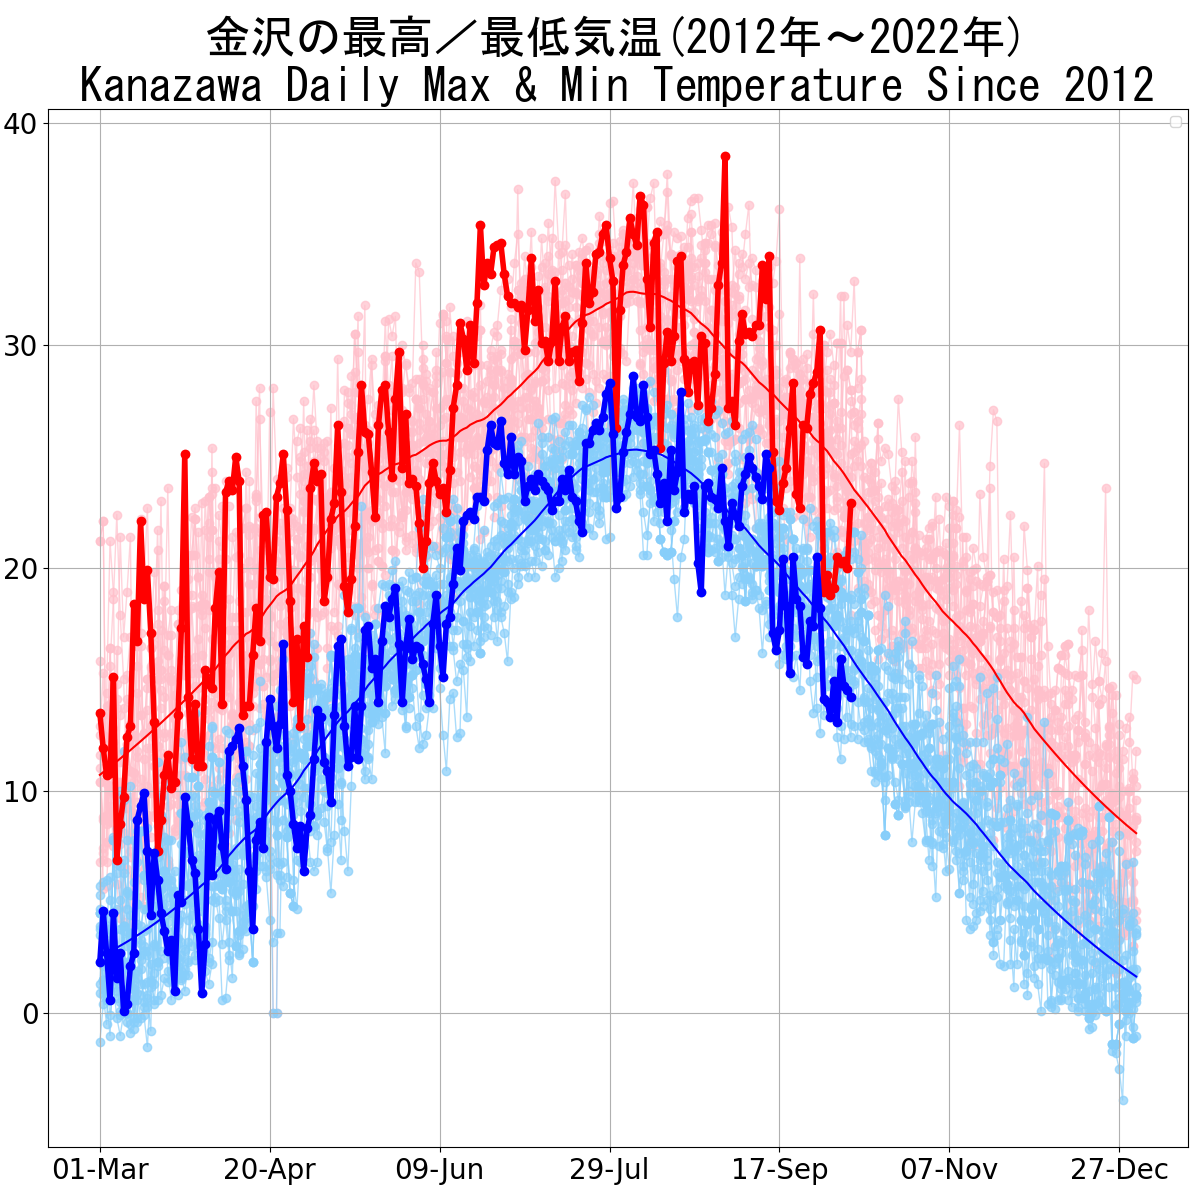 金沢の最高／最低気温(2012年～2022年)
Kanazawa Daily Max & Min Temperature Since 2012
40
30
20
10
0
01-Mar 20-Apr 09-Jun 29-Jul 17-Sep 07-Nov 27-Dec